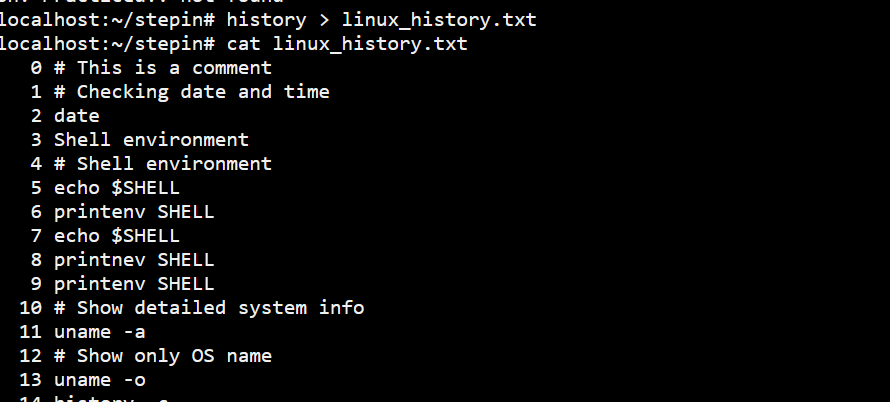 localhost:~/stepin# history > linux_history.txt
localhost:~/stepin# cat linux_history.txt
0 # This is a comment
1 # Checking date and time
2 date
3 Shell environment
4 # Shell environment
5 echo $SHELL
6 printenv SHELL
7 echo $SHELL
8 printnev SHELL
9 printenv SHELL
10 # Show detailed system info
11 uname -a
12 # Show only OS name
13 uname -o
14 history